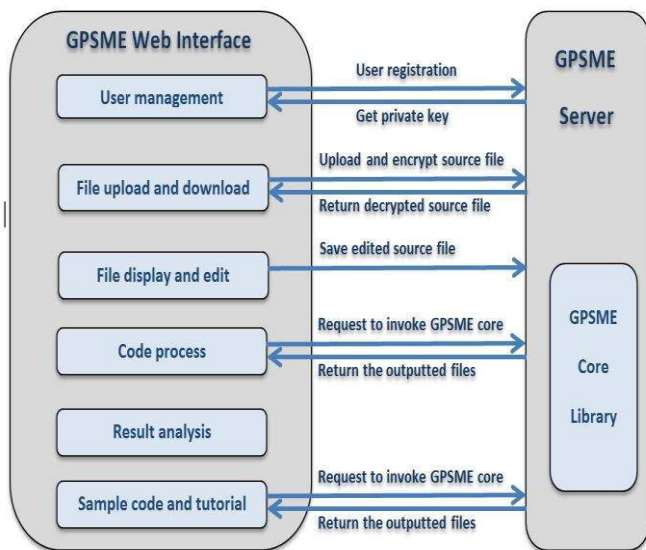 GPSME Web Interface
User management
File upload and download
File display and edit
Code process
Result analysis
Sample code and tutorial
User registration
Get private key
Upload and encrypt source file
Return decrypted source file
Save edited source file
Request to invoke GPSME core
Return the outputted files
Request to invoke GPSME core
Return the outputted files
GPSME
Server
GPSME
Core
Library